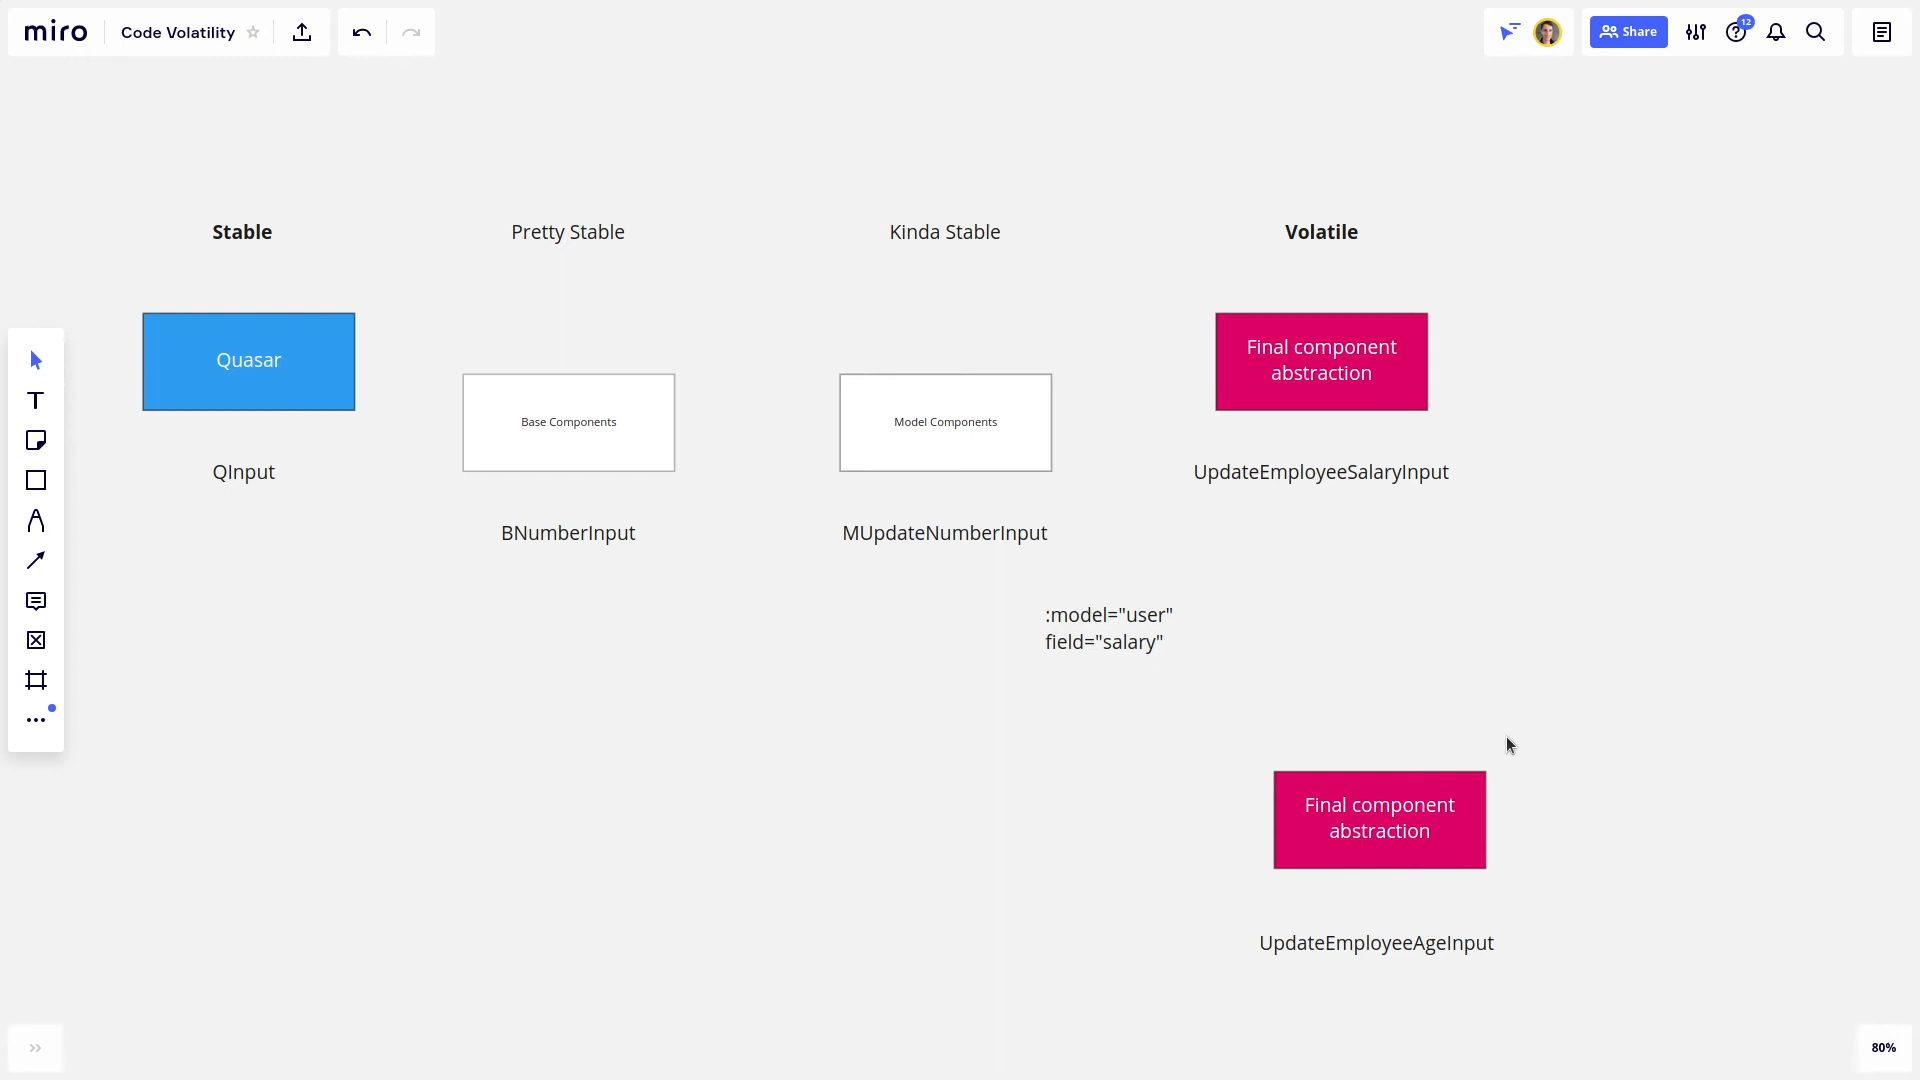 miro
Code Volatility
Share
12
Stable
Pretty Stable
Kinda Stable
Volatile
Quasar
Base Components
Model Components
Final component
abstraction
QInput
BNumberInput
MUpdateNumberInput
UpdateEmployeeSalaryInput
:model="user"
field="salary"
Final component
abstraction
UpdateEmployeeAgeInput
80%